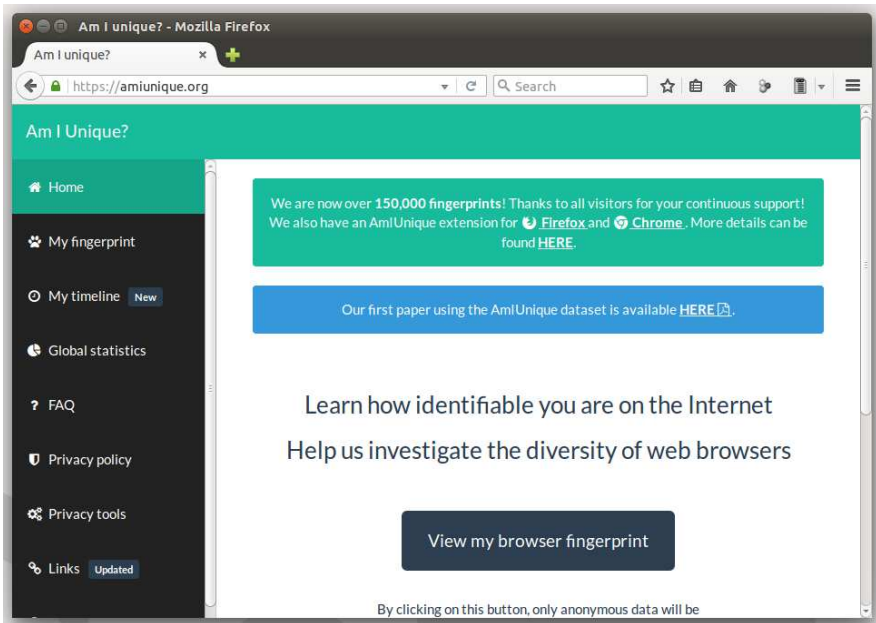 Am I unique? - Mozilla Firefox
Am I unique?
https://amiunique.org
Search
Am I Unique?
Home
My fingerprint
My timeline New
Global statistics
? FAQ
Privacy policy
Privacy tools
Links Updated
We are now over 150,000 fingerprints! Thanks to all visitors for your continuous support!
We also have an AmIUnique extension for Firefox and Chrome. More details can be
found HERE.
Our first paper using the AmIUnique dataset is available HERE.
Learn how identifiable you are on the Internet
Help us investigate the diversity of web browsers
View my browser fingerprint
By clicking on this button, only anonymous data will be